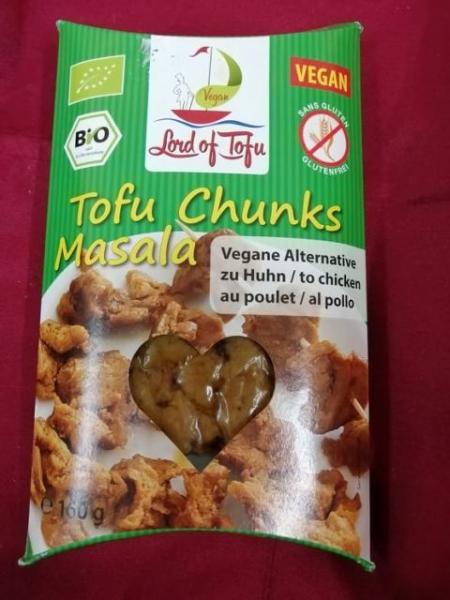 Vegan
Lord of Tofu
VEGAN
SANS GLUTEN
GLUTENFREI
BIO
Tofu Chunks
Masala
Vegane Alternative
zu Huhn / to chicken
au poulet / al pollo
e 160 g